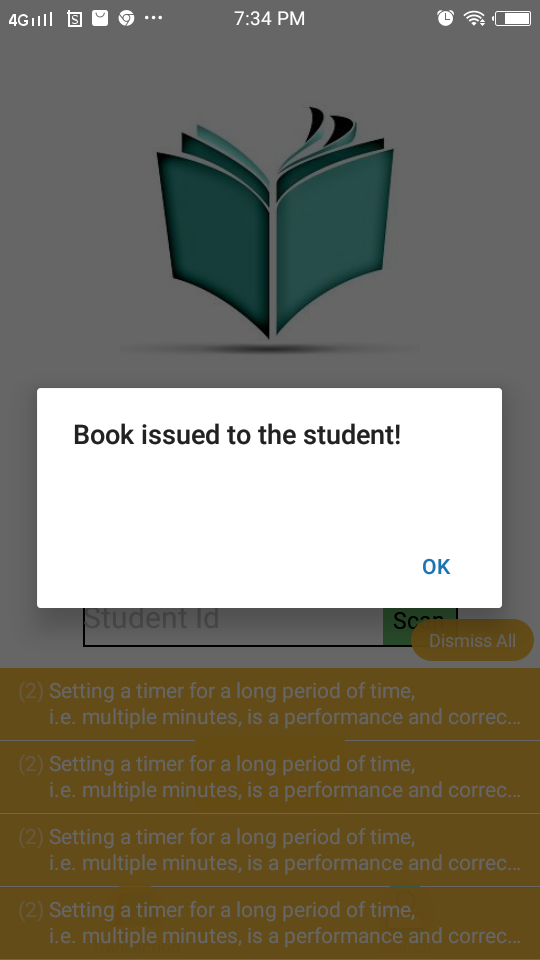 4G 7:34 PM
Book issued to the student!
OK
Student Id
Scan
Dismiss All
(2) Setting a timer for a long period of time,
i.e. multiple minutes, is a performance and correc...
(2) Setting a timer for a long period of time,
i.e. multiple minutes, is a performance and correc...
(2) Setting a timer for a long period of time,
i.e. multiple minutes, is a performance and correc...
(2) Setting a timer for a long period of time,
i.e. multiple minutes, is a performance and correc...